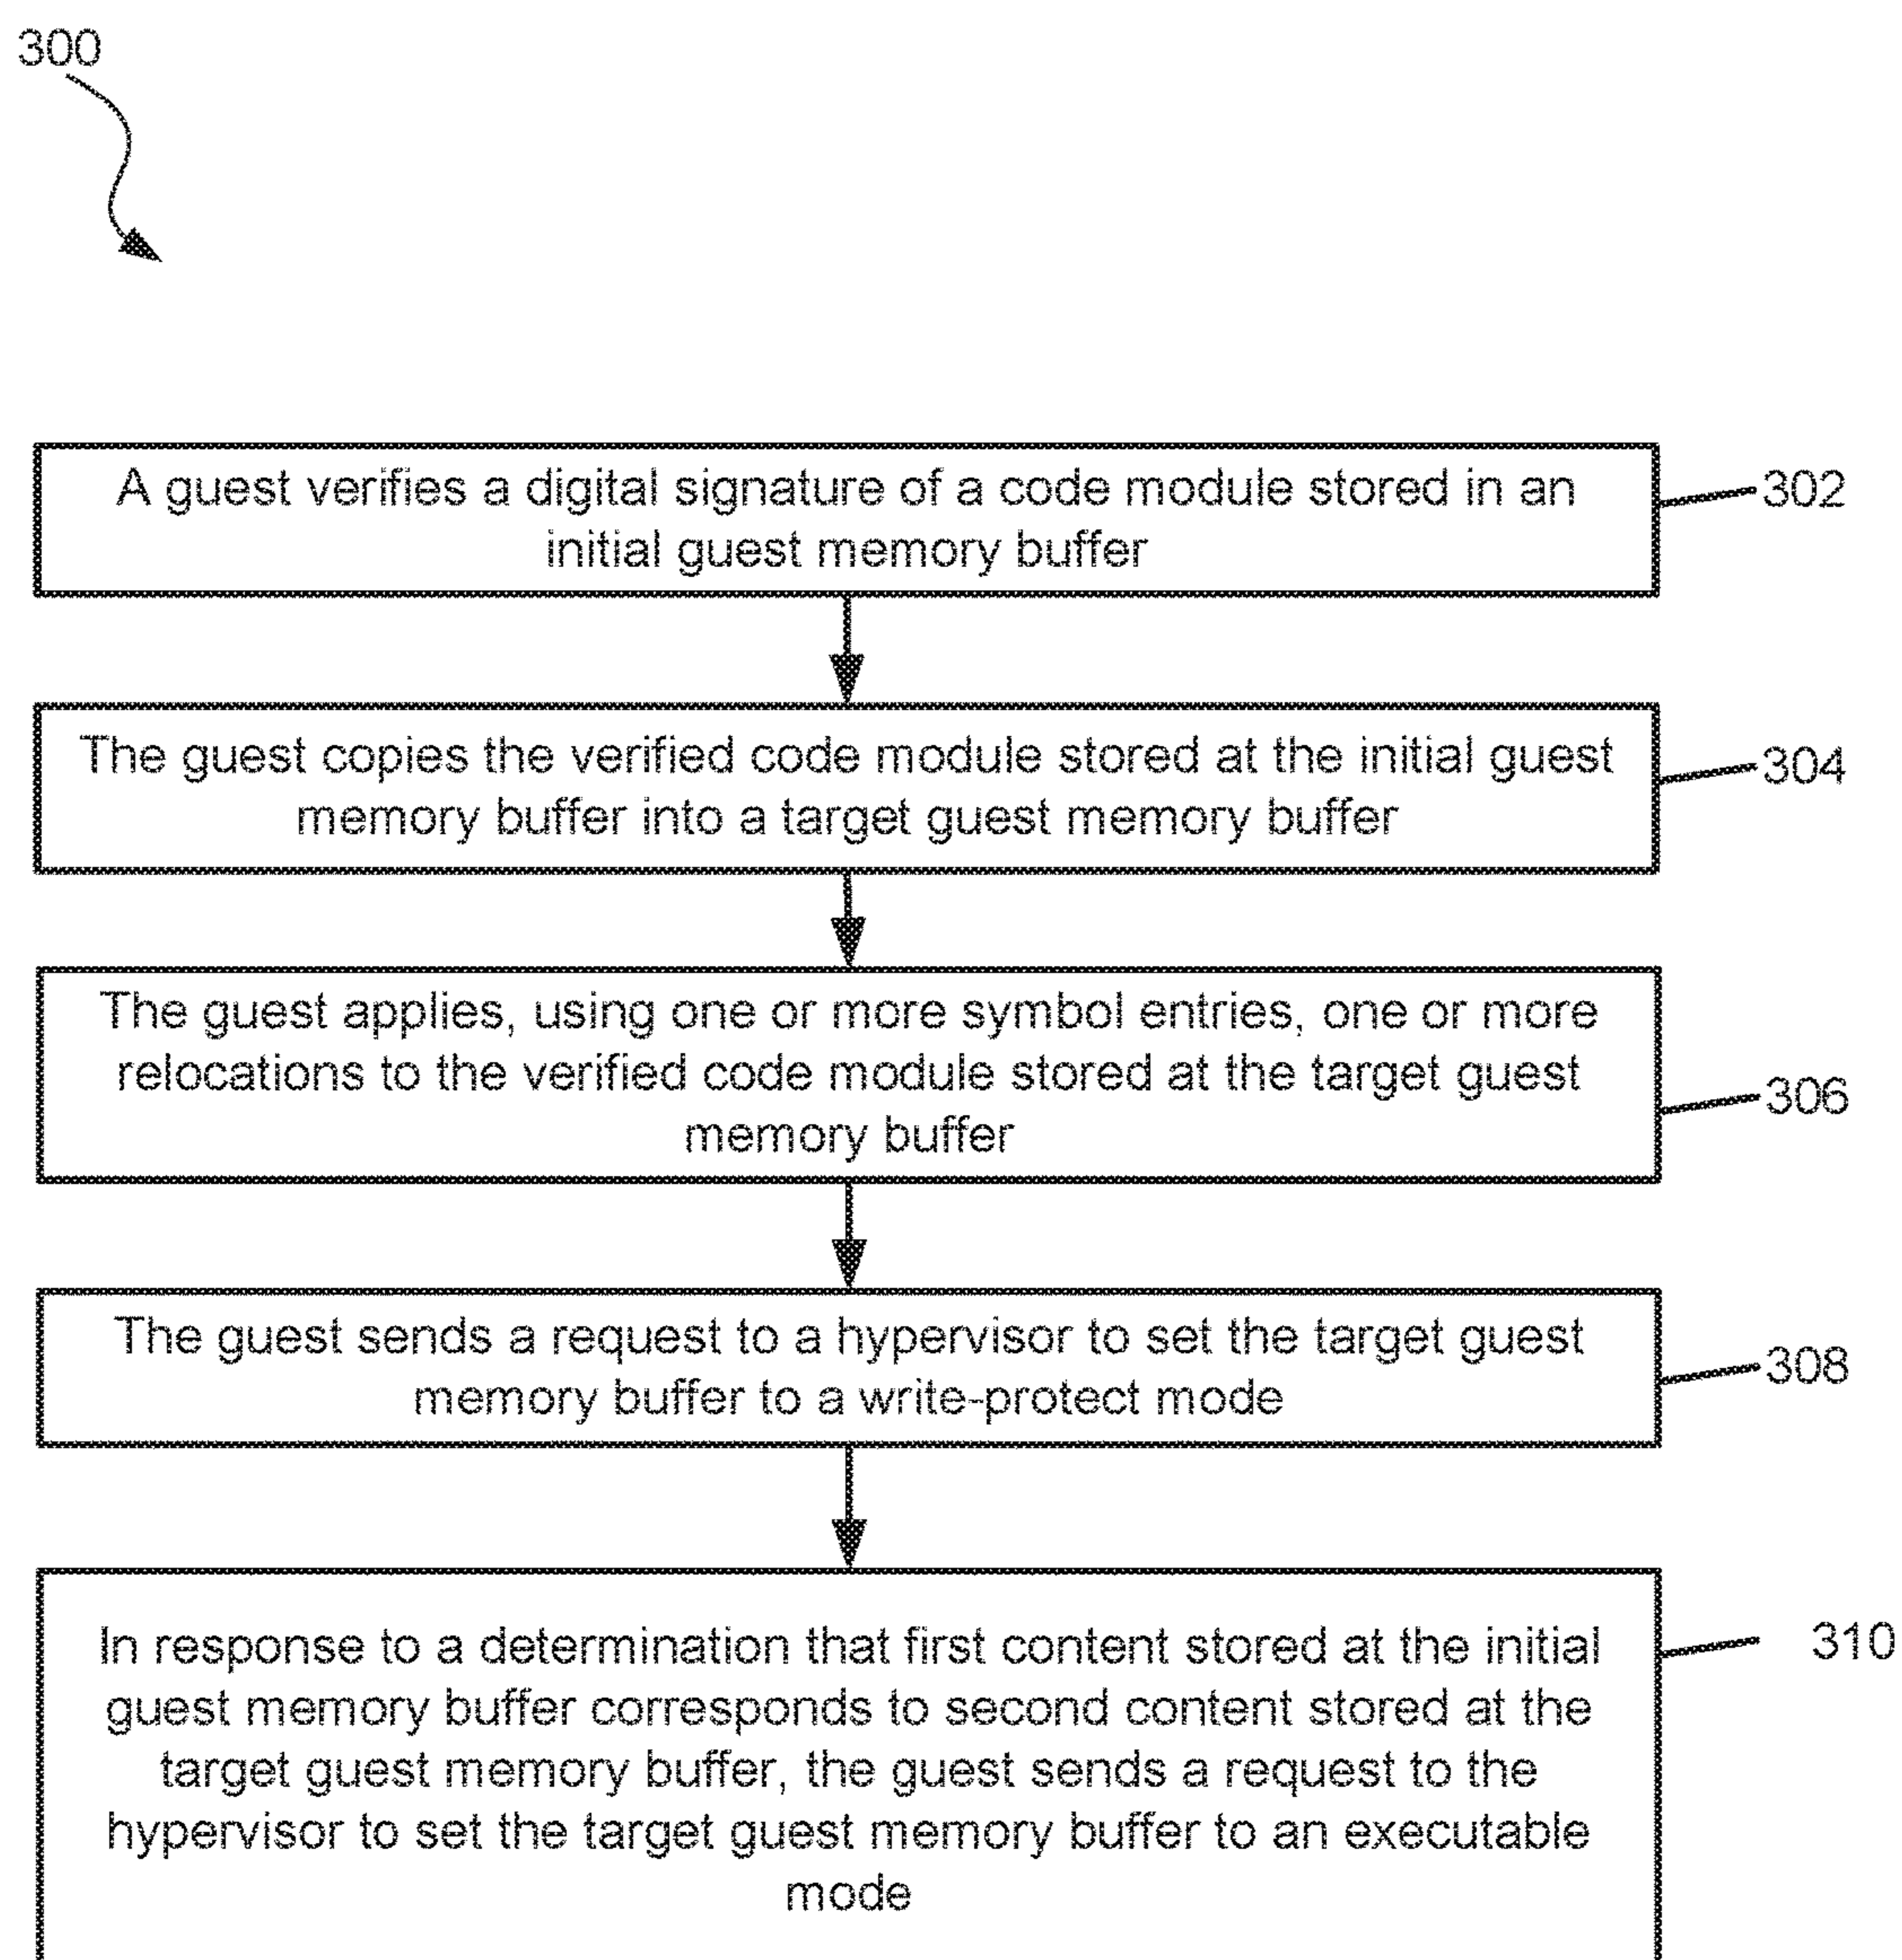 300
A guest verifies a digital signature of a code module stored in an
initial guest memory buffer
302
The guest copies the verified code module stored at the initial guest
memory buffer into a target guest memory buffer
304
The guest applies, using one or more symbol entries, one or more
relocations to the verified code module stored at the target guest
memory buffer
306
The guest sends a request to a hypervisor to set the target guest
memory buffer to a write-protect mode
308
In response to a determination that first content stored at the initial
guest memory buffer corresponds to second content stored at the
target guest memory buffer, the guest sends a request to the
hypervisor to set the target guest memory buffer to an executable
mode
310